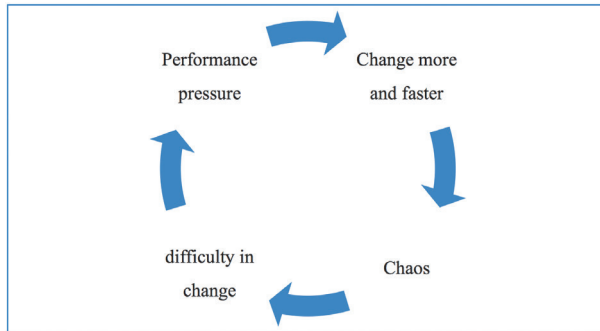 Performance
pressure
Change more
and faster
Chaos
difficulty in
change